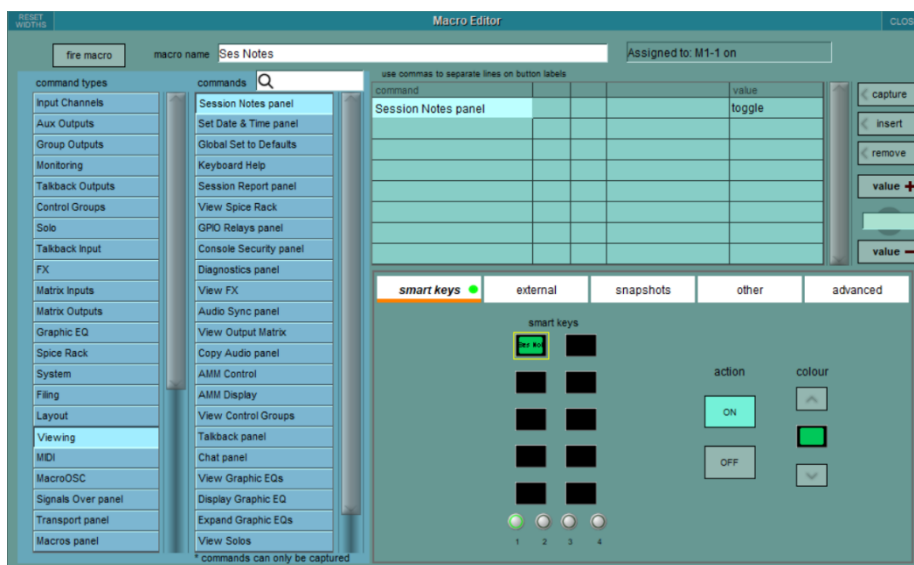 RESET WIDTHS
Macro Editor
CLOS
fire macro
macro name
Ses Notes
Assigned to: M1-1 on
use commas to separate lines on button labels
command types
Input Channels
Aux Outputs
Group Outputs
Monitoring
Talkback Outputs
Control Groups
Solo
Talkback Input
FX
Matrix Inputs
Matrix Outputs
Graphic EQ
Spice Rack
System
Filing
Layout
Viewing
MIDI
MacroOSC
Signals Over panel
Transport panel
Macros panel
commands
Session Notes panel
Set Date & Time panel
Global Set to Defaults
Keyboard Help
Session Report panel
View Spice Rack
GPIO Relays panel
Console Security panel
Diagnostics panel
View FX
Audio Sync panel
View Output Matrix
Copy Audio panel
AMM Control
AMM Display
View Control Groups
Talkback panel
Chat panel
View Graphic EQs
Display Graphic EQ
Expand Graphic EQs
View Solos
* commands can only be captured
command value
Session Notes panel toggle
capture
insert
remove
value +
value −
smart keys external snapshots other advanced
smart keys
Ses Not
action
ON
OFF
colour
1 2 3 4